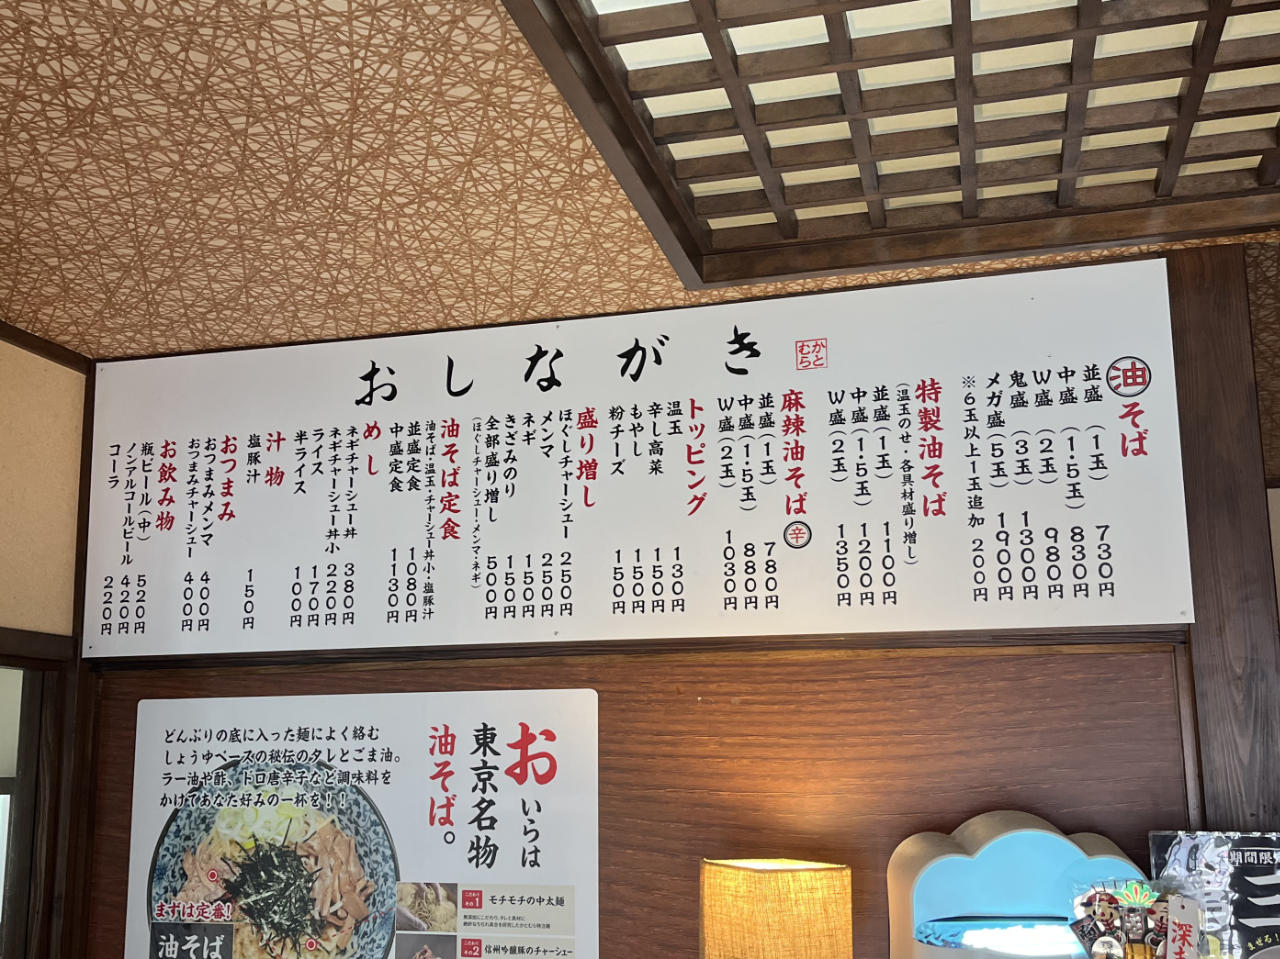 おしながき
かとむら
油そば
並盛（1玉） 730円
中盛（1・5玉） 830円
W盛（2玉） 980円
鬼盛（3玉） 1300円
メガ盛（5玉） 1900円
※6玉以上1玉追加 200円
特製油そば
（温玉のせ・各具材盛り増し）
並盛（1玉） 1100円
中盛（1・5玉） 1200円
W盛（2玉） 1350円
麻辣油そば 辛
並盛（1玉） 780円
中盛（1・5玉） 880円
W盛（2玉） 1030円
トッピング
温玉 130円
辛し高菜 150円
もやし 150円
粉チーズ 150円
盛り増し
ほぐしチャーシュー 250円
メンマ 250円
ネギ 150円
きざみのり 150円
全部盛り増し 500円
（ほぐしチャーシュー・メンマ・ネギ）
油そば定食
油そば・温玉・チャーシュー丼小・塩豚汁
並盛定食 1080円
中盛定食 1130円
めし
ネギチャーシュー丼 380円
ネギチャーシュー丼小 220円
ライス 170円
半ライス 100円
汁物
塩豚汁 150円
おつまみ
おつまみメンマ 400円
おつまみチャーシュー 400円
お飲み物
瓶ビール（中） 520円
ノンアルコールビール 420円
コーラ 220円
おいらは
東京名物
油そば。
どんぶりの底に入った麺によく絡む
しょうゆベースの秘伝のタレとごま油。
ラー油や酢、トロ唐辛子など調味料を
かけてあなた好みの一杯を！！
まずは定番!
油そば
こだわりその1 モチモチの中太麺
こだわりその2 信州吟醸豚のチャーシュー
期間限
まぜる！
深